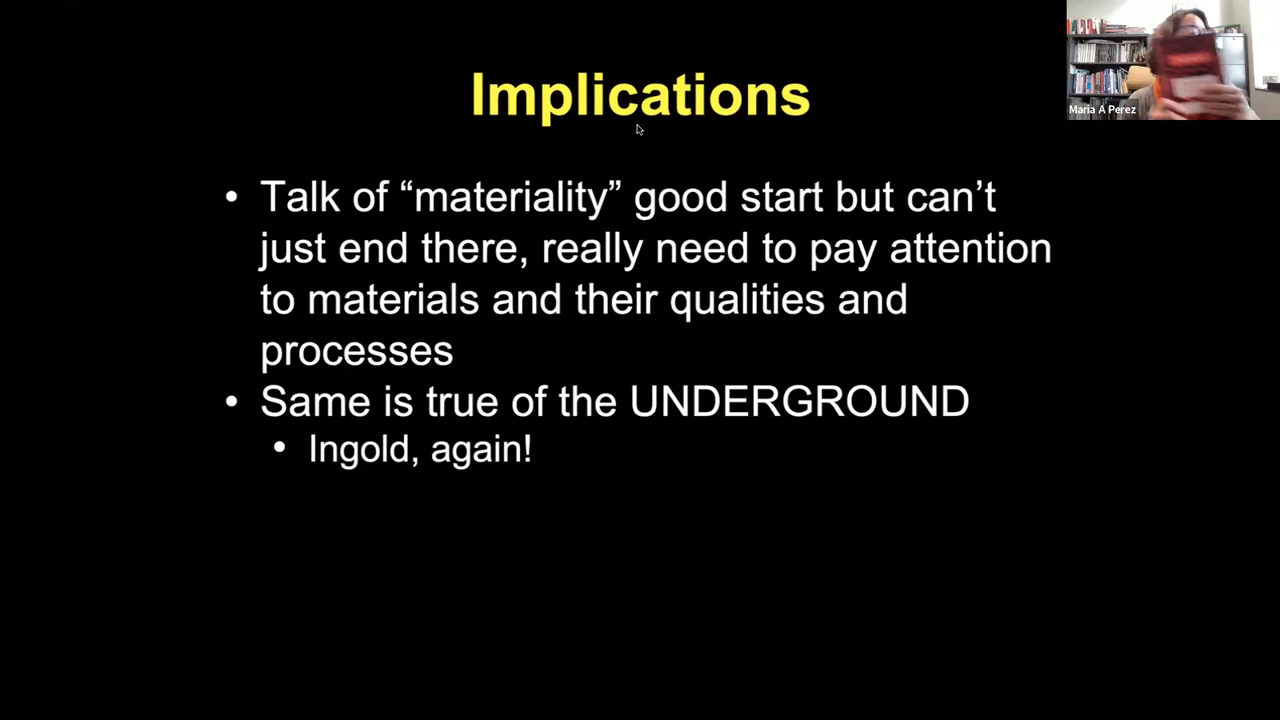 Implications
Maria A Perez
• Talk of “materiality” good start but can’t
just end there, really need to pay attention
to materials and their qualities and
processes
• Same is true of the UNDERGROUND
• Ingold, again!